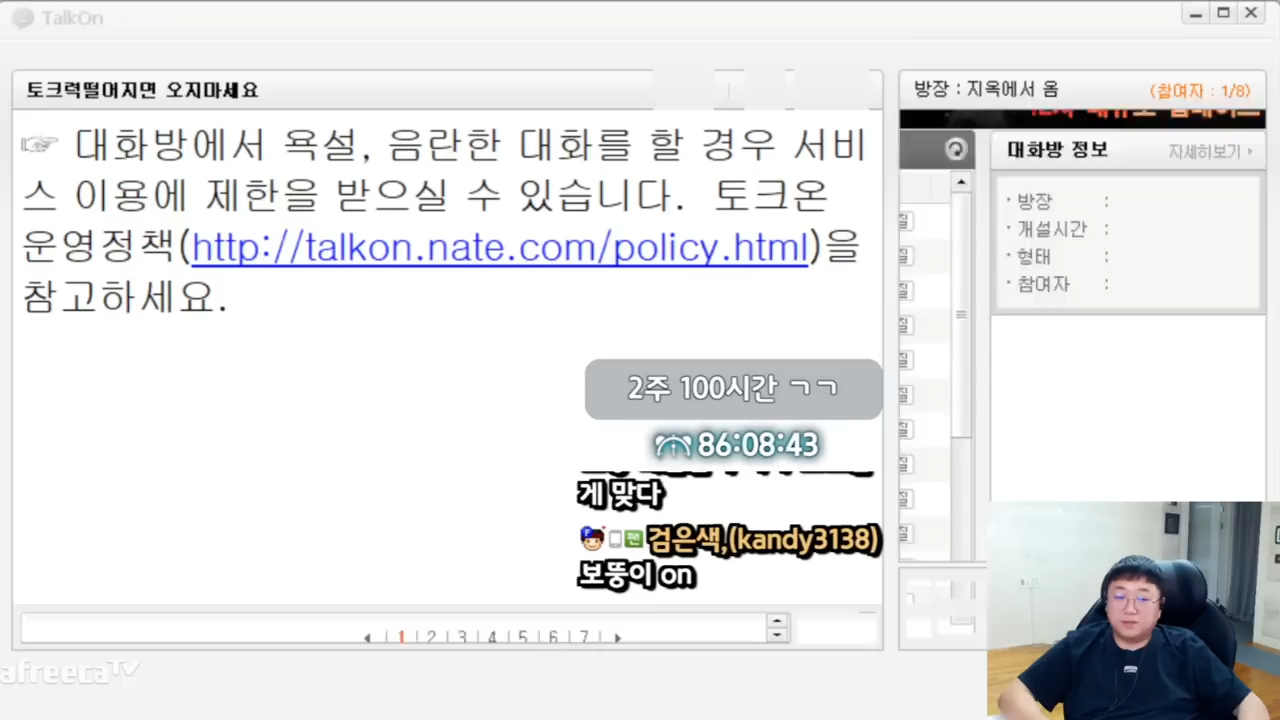 TalkOn
토크력떨어지면 오지마세요
방장 : 지옥에서 옴
(참여자 : 1/8)
☞ 대화방에서 욕설, 음란한 대화를 할 경우 서비
스 이용에 제한을 받으실 수 있습니다. 토크온
운영정책(http://talkon.nate.com/policy.html)을
참고하세요.
대화방 정보
자세히보기
· 방장 :
· 개설시간 :
· 형태 :
· 참여자 :
2주 100시간 ㄱㄱ
86:08:43
게 맞다
팬 검은색,(kandy3138)
보뚱이 on
1 2 3 4 5 6 7
afreecaTV